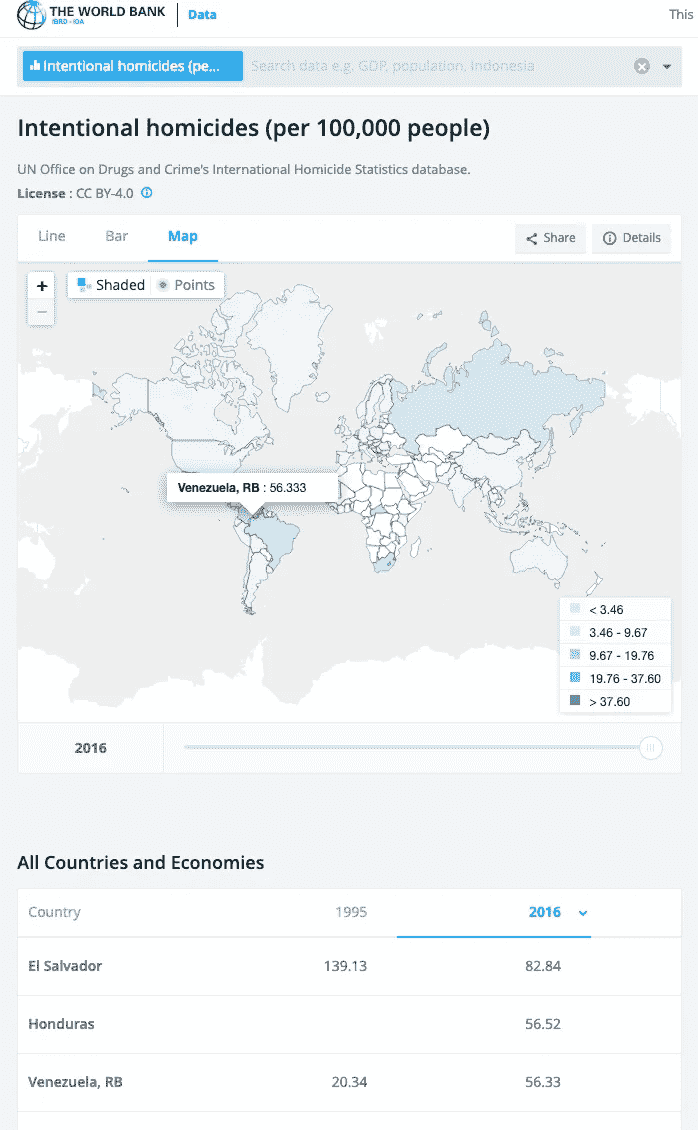 THE WORLD BANK
IBRD • IDA
Data
This
Intentional homicides (pe...
Search data e.g. GDP, population, Indonesia
Intentional homicides (per 100,000 people)
UN Office on Drugs and Crime's International Homicide Statistics database.
License : CC BY-4.0
Line Bar Map
Share Details
+
−
Shaded Points
Venezuela, RB : 56.333
< 3.46
3.46 - 9.67
9.67 - 19.76
19.76 - 37.60
> 37.60
2016
All Countries and Economies
Country 1995 2016
El Salvador 139.13 82.84
Honduras 56.52
Venezuela, RB 20.34 56.33